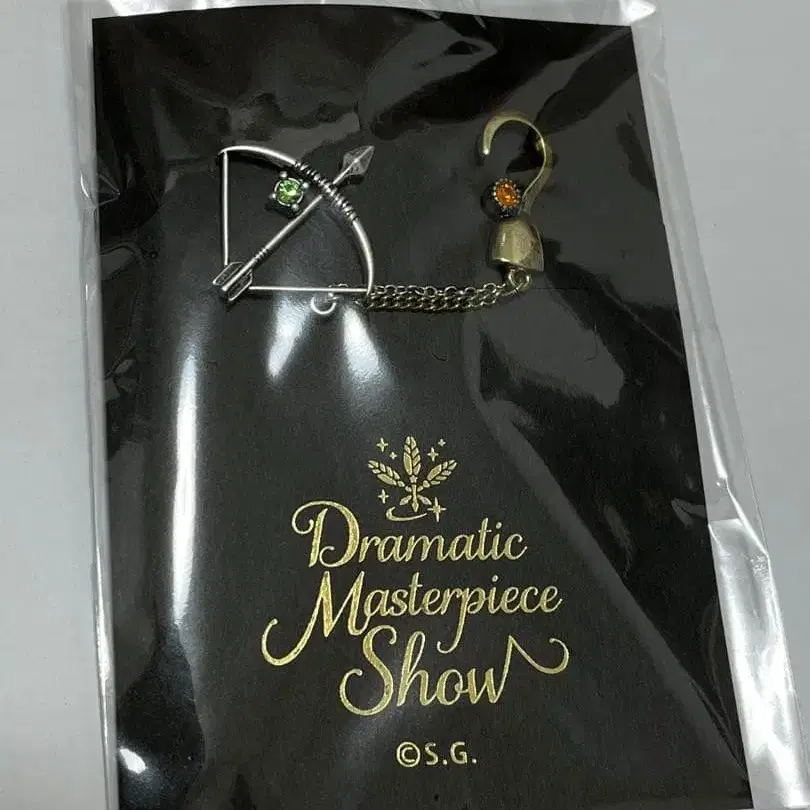 Dramatic
Masterpiece
Show
©S.G.